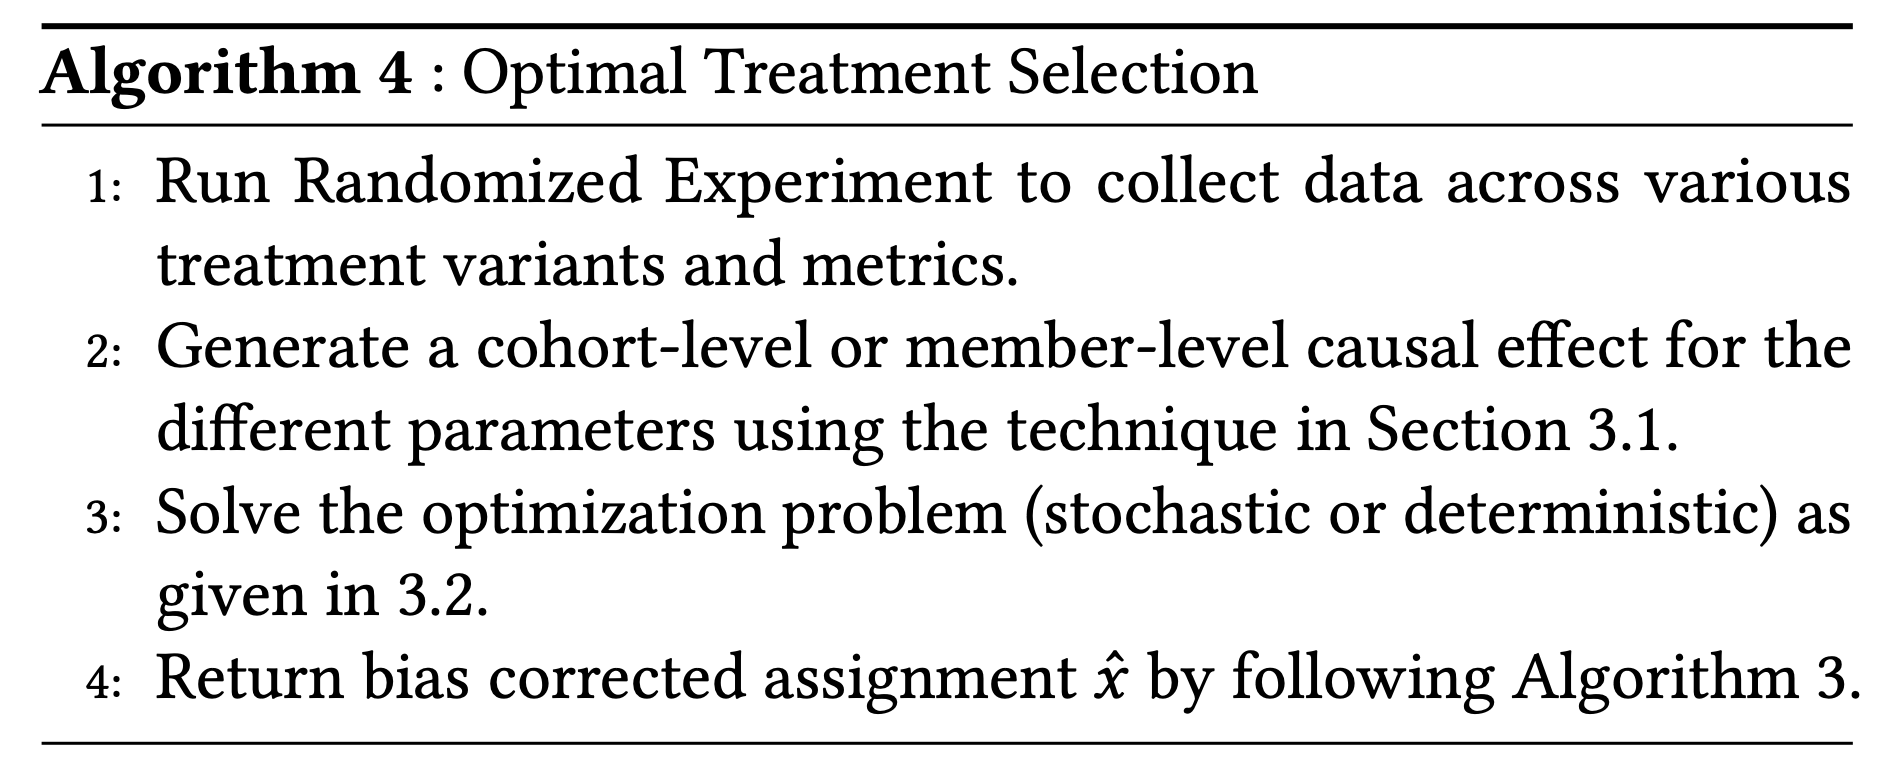 Algorithm 4 : Optimal Treatment Selection
1: Run Randomized Experiment to collect data across various
treatment variants and metrics.
2: Generate a cohort-level or member-level causal effect for the
different parameters using the technique in Section 3.1.
3: Solve the optimization problem (stochastic or deterministic) as
given in 3.2.
4: Return bias corrected assignment x̂ by following Algorithm 3.